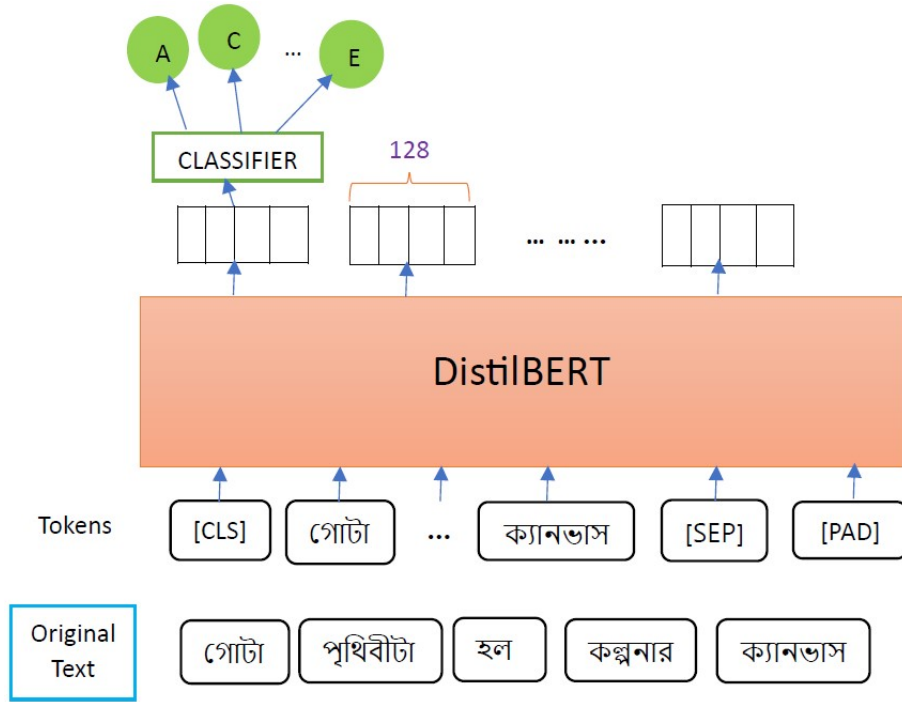 A C ... E
CLASSIFIER
128
... ... ...
DistilBERT
Tokens [CLS] গোটা ... ক্যানভাস [SEP] [PAD]
Original
Text
গোটা পৃথিবীটা হল কল্পনার ক্যানভাস